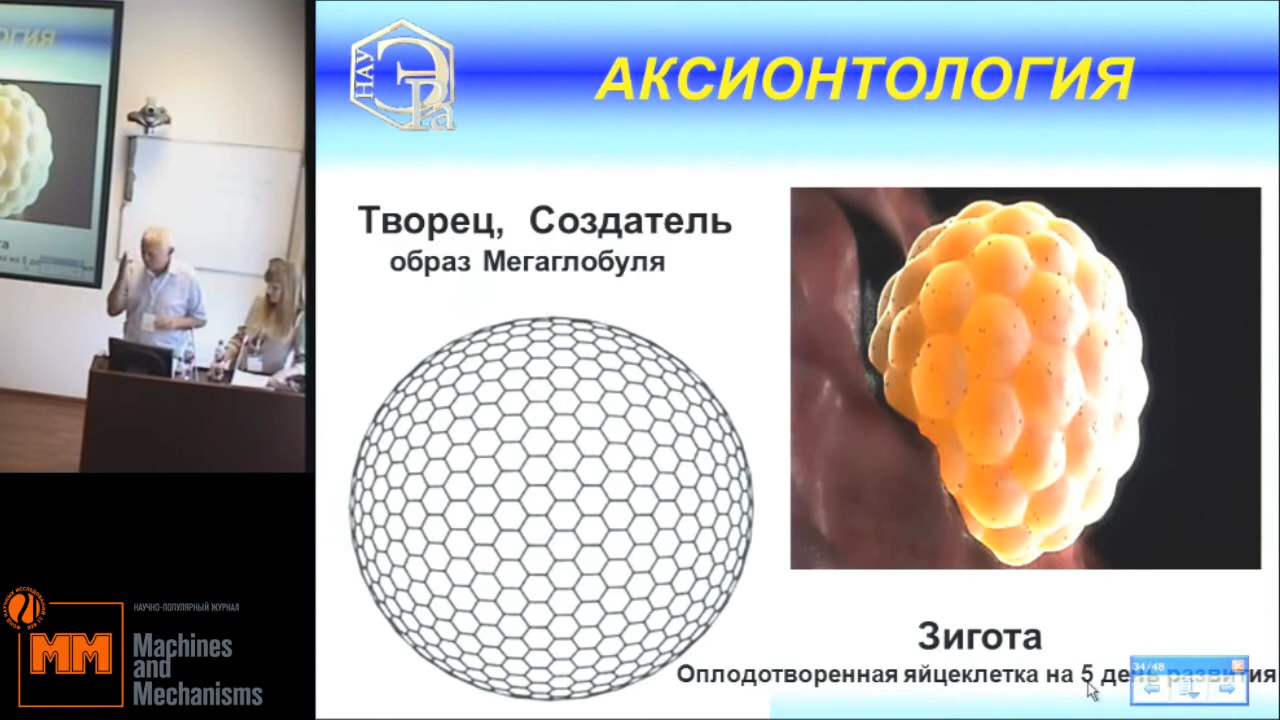 НАУ
ЭРа
АКСИОНТОЛОГИЯ
Творец, Создатель
образ Мегаглобуля
Зигота
Оплодотворенная яйцеклетка на 5 день развития
34/48
НАУЧНО-ПОПУЛЯРНЫЙ ЖУРНАЛ
ММ
Machines
and
Mechanisms